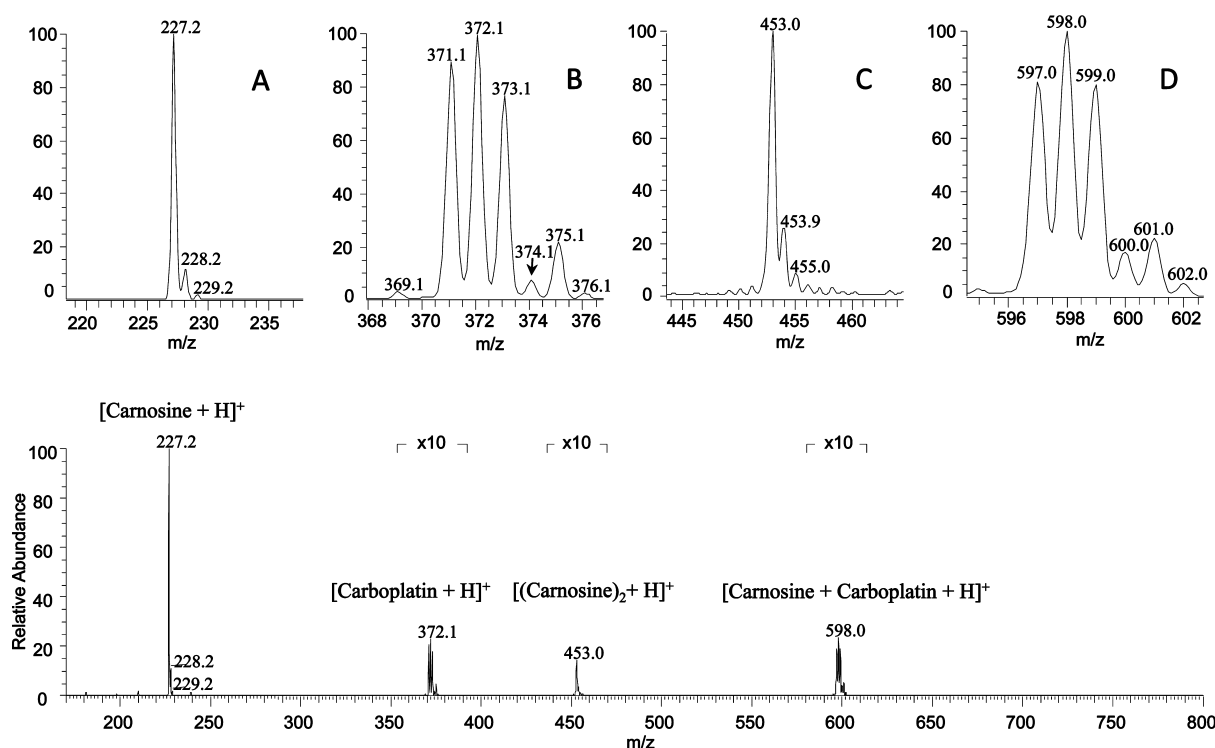 227.2
A
228.2
229.2
100
80
60
40
20
0
220 225 230 235
m/z
372.1
371.1
373.1
B
374.1
375.1
369.1
376.1
100
80
60
40
20
0
368 370 372 374 376
m/z
453.0
C
453.9
455.0
100
80
60
40
20
0
445 450 455 460
m/z
598.0
597.0
599.0
D
600.0
601.0
602.0
100
80
60
40
20
0
596 598 600 602
m/z
[Carnosine + H]+
227.2
x10
x10
x10
[Carboplatin + H]+
[(Carnosine)2+ H]+
[Carnosine + Carboplatin + H]+
372.1
453.0
598.0
228.2
229.2
Relative Abundance
100
80
60
40
20
0
200 250 300 350 400 450 500 550 600 650 700 750 800
m/z